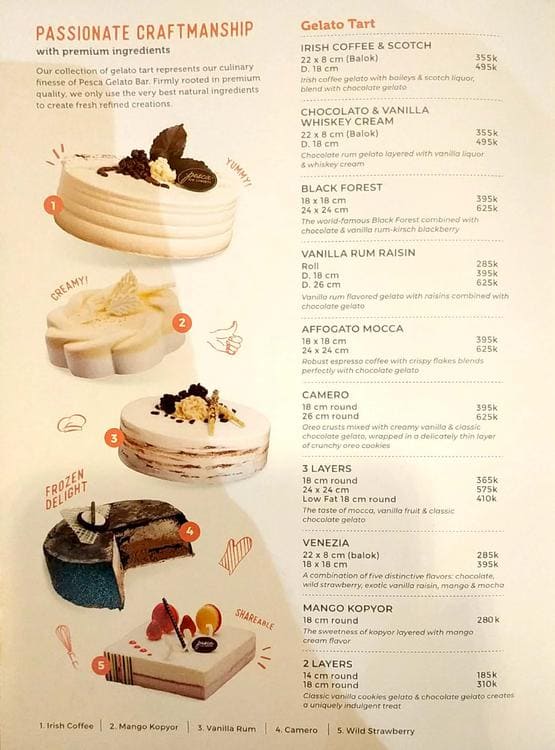 PASSIONATE CRAFTMANSHIP
with premium ingredients
Our collection of gelato tart represents our culinary
finesse of Pesca Gelato Bar. Firmly rooted in premium
quality, we only use the very best natural ingredients
to create fresh refined creations.
YUMMY!
pesca
1
CREAMY!
2
3
FROZEN
DELIGHT
4
SHAREABLE
5
1. Irish Coffee | 2. Mango Kopyor | 3. Vanilla Rum | 4. Camero | 5. Wild Strawberry
Gelato Tart
IRISH COFFEE & SCOTCH
22 x 8 cm (Balok) 355k
D. 18 cm 495k
Irish coffee gelato with baileys & scotch liquor,
blend with chocolate gelato
CHOCOLATO & VANILLA
WHISKEY CREAM
22 x 8 cm (Balok) 355k
D. 18 cm 495k
Chocolate rum gelato layered with vanilla liquor
& whiskey cream
BLACK FOREST
18 x 18 cm 395k
24 x 24 cm 625k
The world-famous Black Forest combined with
chocolate & vanilla rum-kirsch blackberry
VANILLA RUM RAISIN
Roll 285k
D. 18 cm 395k
D. 26 cm 625k
Vanilla rum flavored gelato with raisins combined with
chocolate gelato
AFFOGATO MOCCA
18 x 18 cm 395k
24 x 24 cm 625k
Robust espresso coffee with crispy flakes blends
perfectly with chocolate gelato
CAMERO
18 cm round 395k
26 cm round 625k
Oreo crusts mixed with creamy vanilla & classic
chocolate gelato, wrapped in a delicately thin layer
of crunchy oreo cookies
3 LAYERS
18 cm round 365k
24 x 24 cm 575k
Low Fat 18 cm round 410k
The taste of mocca, vanilla fruit & classic
chocolate gelato
VENEZIA
22 x 8 cm (balok) 285k
18 x 18 cm 395k
A combination of five distinctive flavors: chocolate,
wild strawberry, exotic vanilla raisin, mango & mocha
MANGO KOPYOR
18 cm round 280k
The sweetness of kopyor layered with mango
cream flavor
2 LAYERS
14 cm round 185k
18 cm round 310k
Classic vanilla cookies gelato & chocolate gelato creates
a uniquely indulgent treat